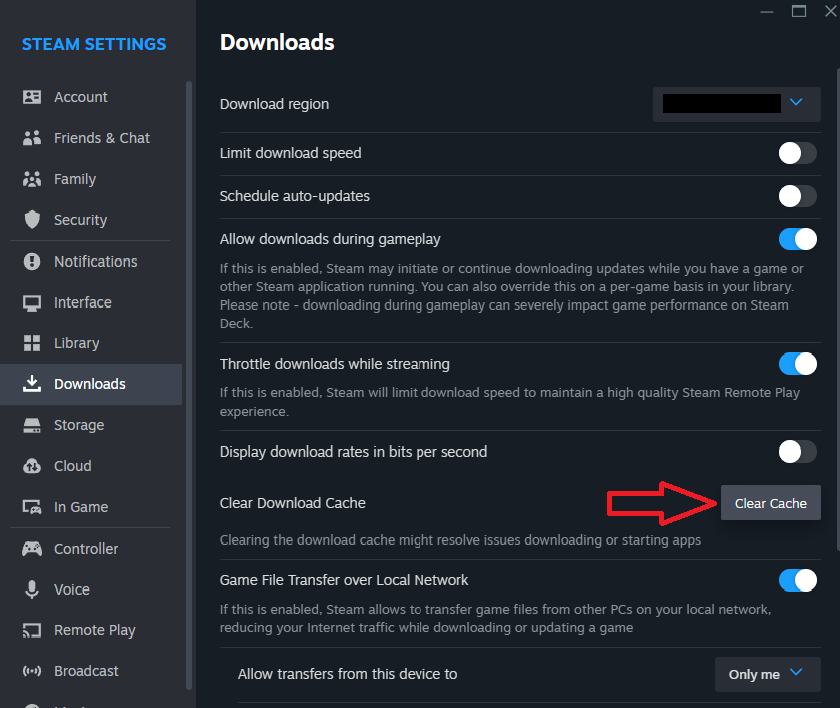 STEAM SETTINGS
Account
Friends & Chat
Family
Security
Notifications
Interface
Library
Downloads
Storage
Cloud
In Game
Controller
Voice
Remote Play
Broadcast
Downloads
Download region
Limit download speed
Schedule auto-updates
Allow downloads during gameplay
If this is enabled, Steam may initiate or continue downloading updates while you have a game or
other Steam application running. You can also override this on a per-game basis in your library.
Please note - downloading during gameplay can severely impact game performance on Steam
Deck.
Throttle downloads while streaming
If this is enabled, Steam will limit download speed to maintain a high quality Steam Remote Play
experience.
Display download rates in bits per second
Clear Download Cache
Clear Cache
Clearing the download cache might resolve issues downloading or starting apps
Game File Transfer over Local Network
If this is enabled, Steam allows to transfer game files from other PCs on your local network,
reducing your Internet traffic while downloading or updating a game
Allow transfers from this device to
Only me